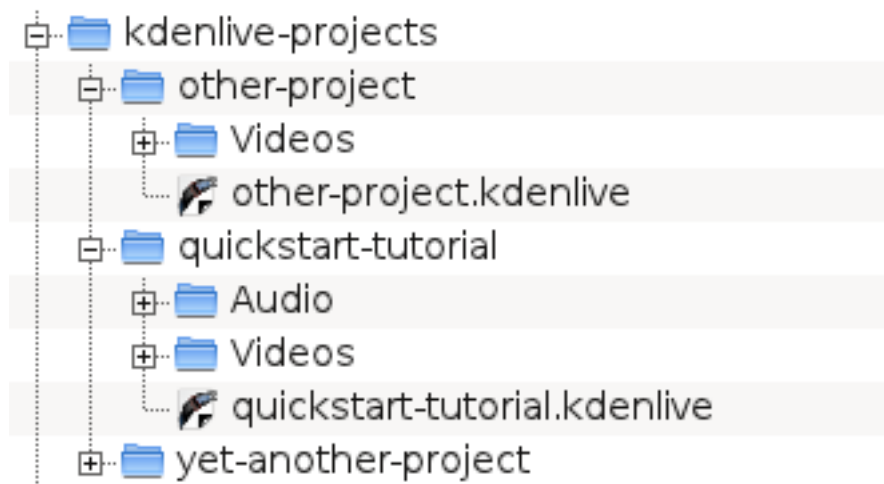 kdenlive-projects
other-project
Videos
other-project.kdenlive
quickstart-tutorial
Audio
Videos
quickstart-tutorial.kdenlive
yet-another-project